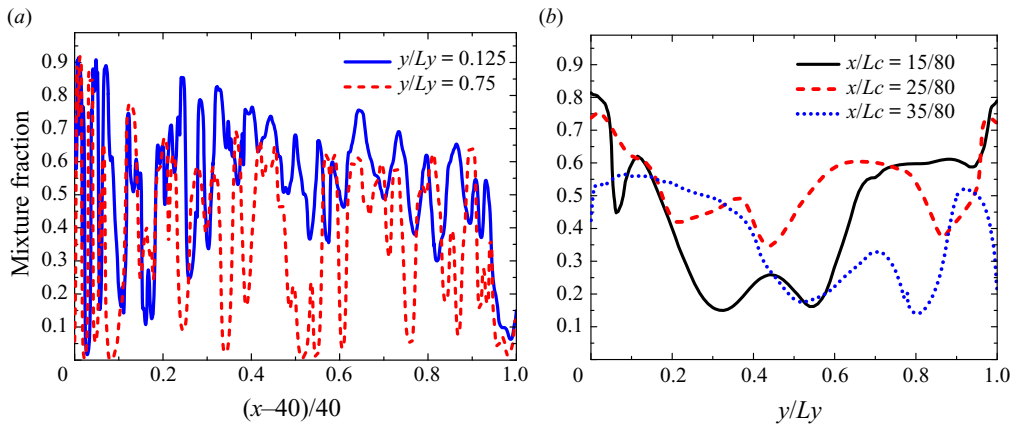 (a)
(b)
y/Ly = 0.125
y/Ly = 0.75
x/Lc = 15/80
x/Lc = 25/80
x/Lc = 35/80
Mixture fraction
0.9
0.8
0.7
0.6
0.5
0.4
0.3
0.2
0.1
0 0.2 0.4 0.6 0.8 1.0
(x–40)/40
0.9
0.8
0.7
0.6
0.5
0.4
0.3
0.2
0.1
0 0.2 0.4 0.6 0.8 1.0
y/Ly